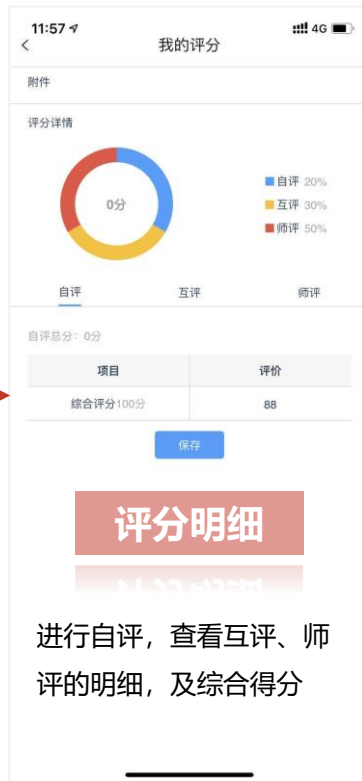 11:57 4G
我的评分
附件
评分详情
0分
自评 20%
互评 30%
师评 50%
自评 互评 师评
自评总分：0分
项目 评价
综合评分100分 88
保存
评分明细
进行自评，查看互评、师
评的明细，及综合得分